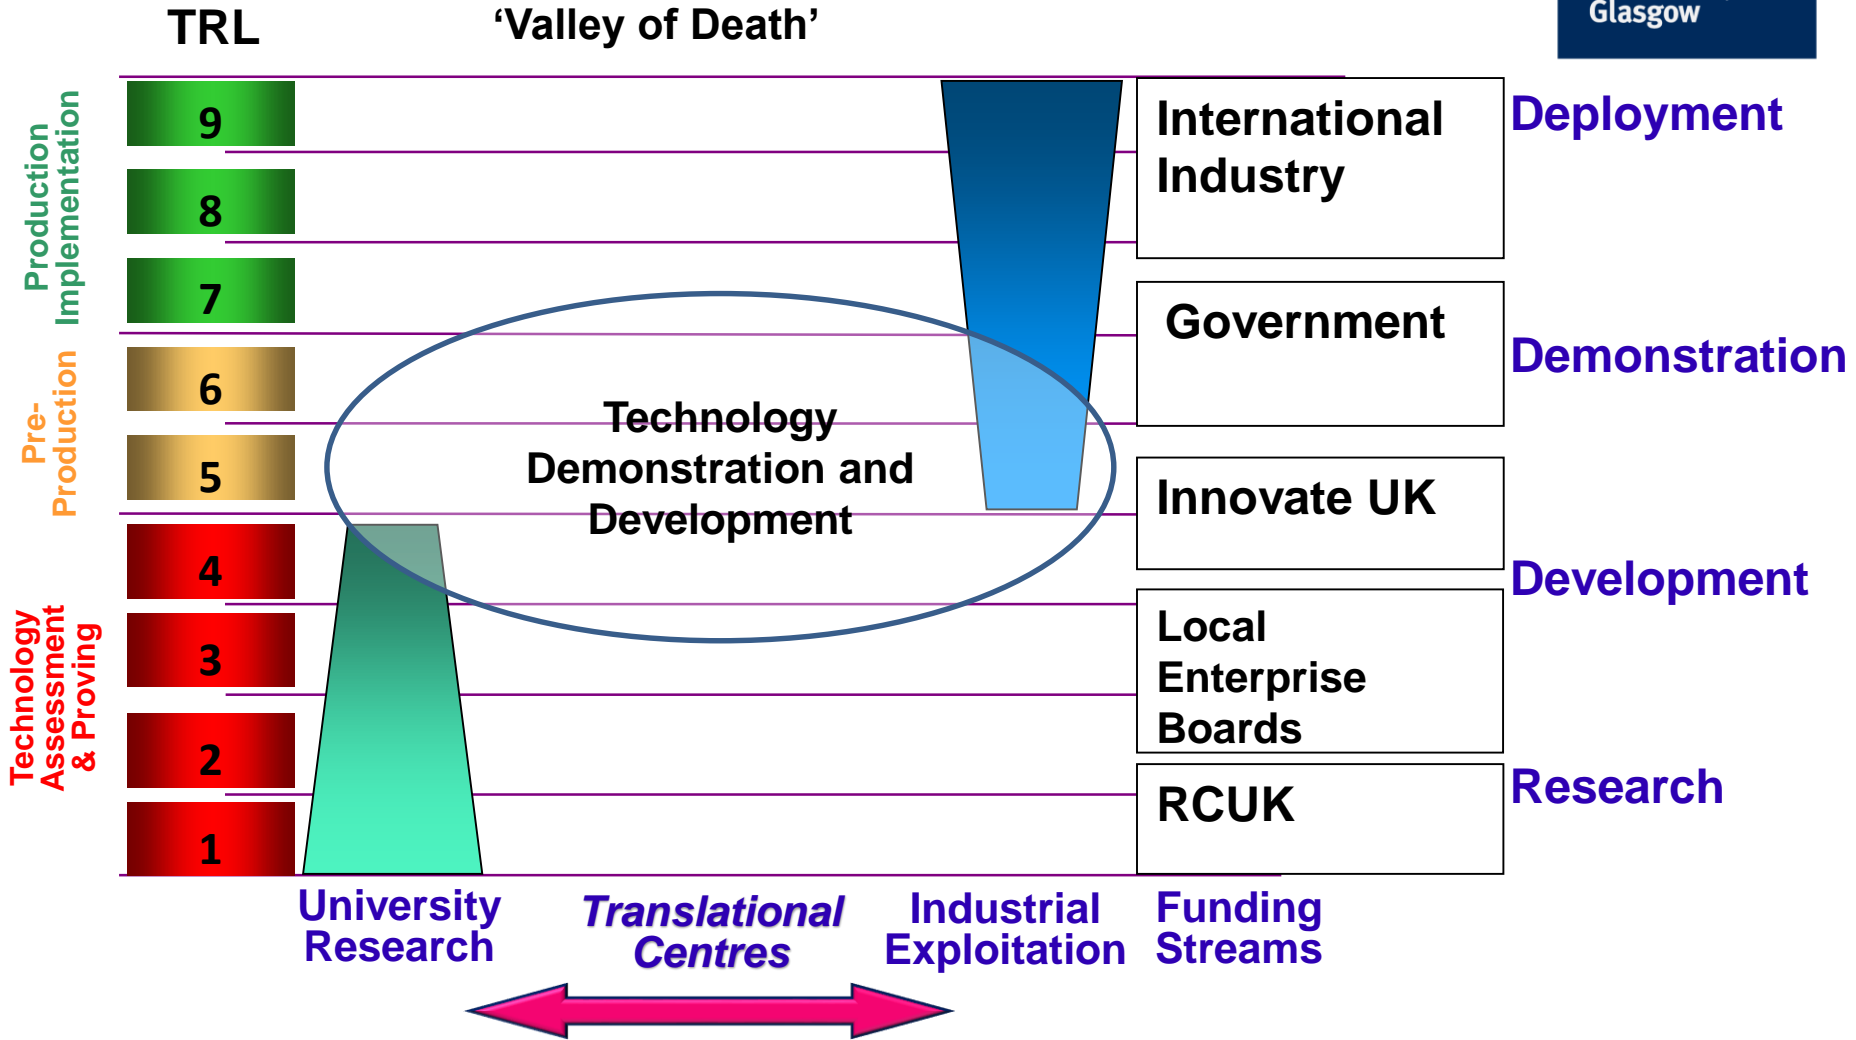 TRL
‘Valley of Death’
Glasgow
Production
Implementation
Pre-
Production
Technology
Assessment
& Proving
9
8
7
6
5
4
3
2
1
Technology
Demonstration and
Development
International
Industry
Government
Innovate UK
Local
Enterprise
Boards
RCUK
Deployment
Demonstration
Development
Research
University
Research
Translational
Centres
Industrial
Exploitation
Funding
Streams